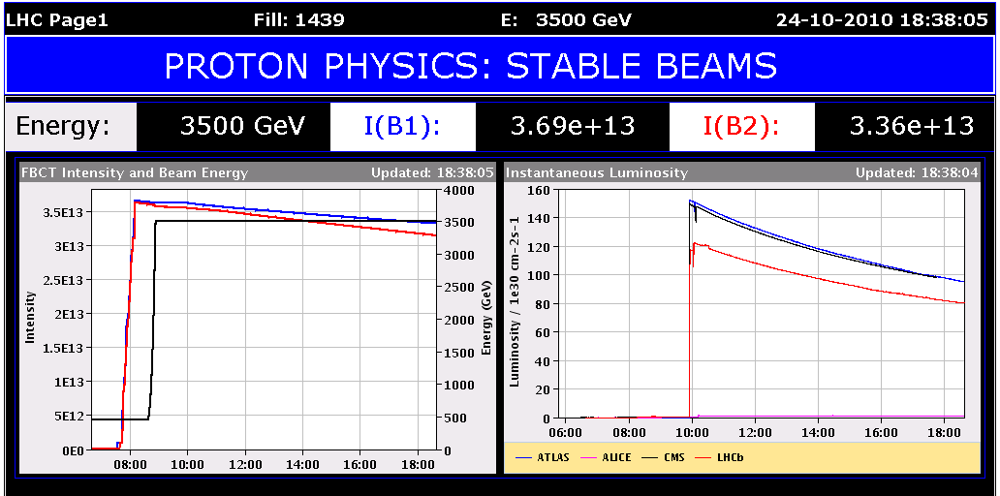 LHC Page1 Fill: 1439 E: 3500 GeV 24-10-2010 18:38:05
PROTON PHYSICS: STABLE BEAMS
Energy: 3500 GeV I(B1): 3.69e+13 I(B2): 3.36e+13
FBCT Intensity and Beam Energy Updated: 18:38:05
Intensity
3.5E13
3E13
2.5E13
2E13
1.5E13
1E13
5E12
0E0
4000
3500
3000
2500
2000
1500
1000
500
0
Energy (GeV)
08:00 10:00 12:00 14:00 16:00 18:00
Instantaneous Luminosity Updated: 18:38:04
Luminosity / 1e30 cm-2s-1
160
140
120
100
80
60
40
20
0
06:00 08:00 10:00 12:00 14:00 16:00 18:00
ATLAS ALICE CMS LHCb